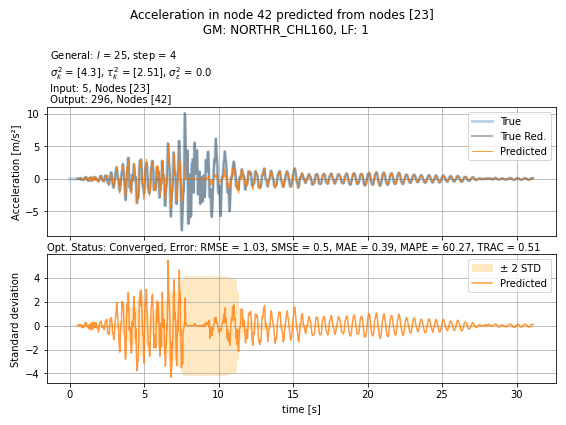 Acceleration in node 42 predicted from nodes [23]
GM: NORTHR_CHL160, LF: 1
General: l = 25, step = 4
σ²ₖ = [4.3], τ²ₖ = [2.51], σ²ε = 0.0
Input: 5, Nodes [23]
Output: 296, Nodes [42]
Acceleration [m/s²]
10
5
0
−5
True
True Red.
Predicted
Opt. Status: Converged, Error: RMSE = 1.03, SMSE = 0.5, MAE = 0.39, MAPE = 60.27, TRAC = 0.51
Standard deviation
4
2
0
−2
−4
± 2 STD
Predicted
0 5 10 15 20 25 30
time [s]